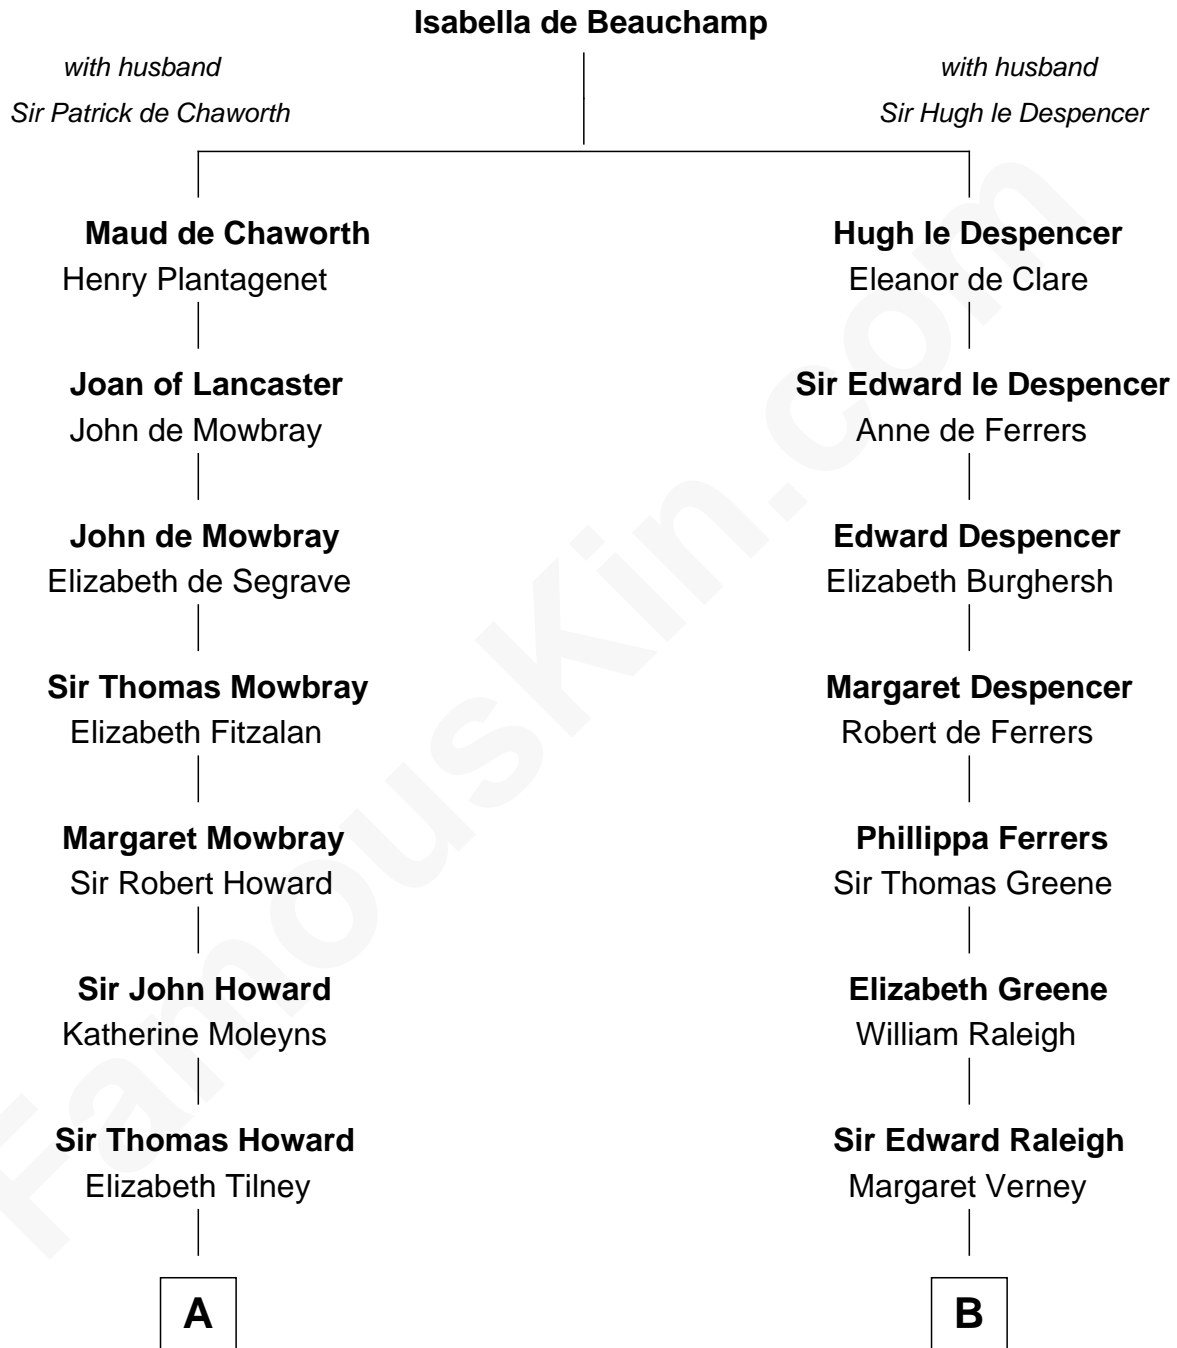 Isabella de Beauchamp
with husband
Sir Patrick de Chaworth
with husband
Sir Hugh le Despencer
Maud de Chaworth
Henry Plantagenet
Joan of Lancaster
John de Mowbray
John de Mowbray
Elizabeth de Segrave
Sir Thomas Mowbray
Elizabeth Fitzalan
Margaret Mowbray
Sir Robert Howard
Sir John Howard
Katherine Moleyns
Sir Thomas Howard
Elizabeth Tilney
A
Hugh le Despencer
Eleanor de Clare
Sir Edward le Despencer
Anne de Ferrers
Edward Despencer
Elizabeth Burghersh
Margaret Despencer
Robert de Ferrers
Phillippa Ferrers
Sir Thomas Greene
Elizabeth Greene
William Raleigh
Sir Edward Raleigh
Margaret Verney
B
FamousKin.com